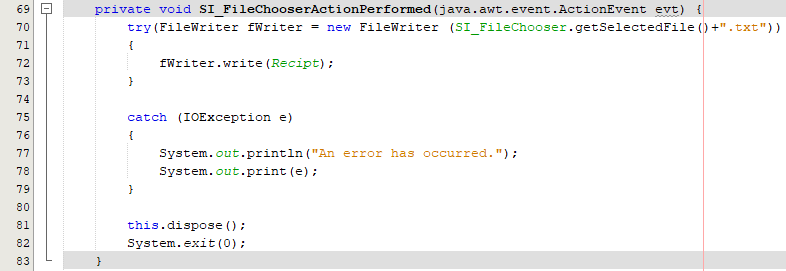 69 private void SI_FileChooserActionPerformed(java.awt.event.ActionEvent evt) {
70 try(FileWriter fWriter = new FileWriter (SI_FileChooser.getSelectedFile()+".txt"))
71 {
72 fWriter.write(Recipt);
73 }
74
75 catch (IOException e)
76 {
77 System.out.println("An error has occurred.");
78 System.out.print(e);
79 }
80
81 this.dispose();
82 System.exit(0);
83 }